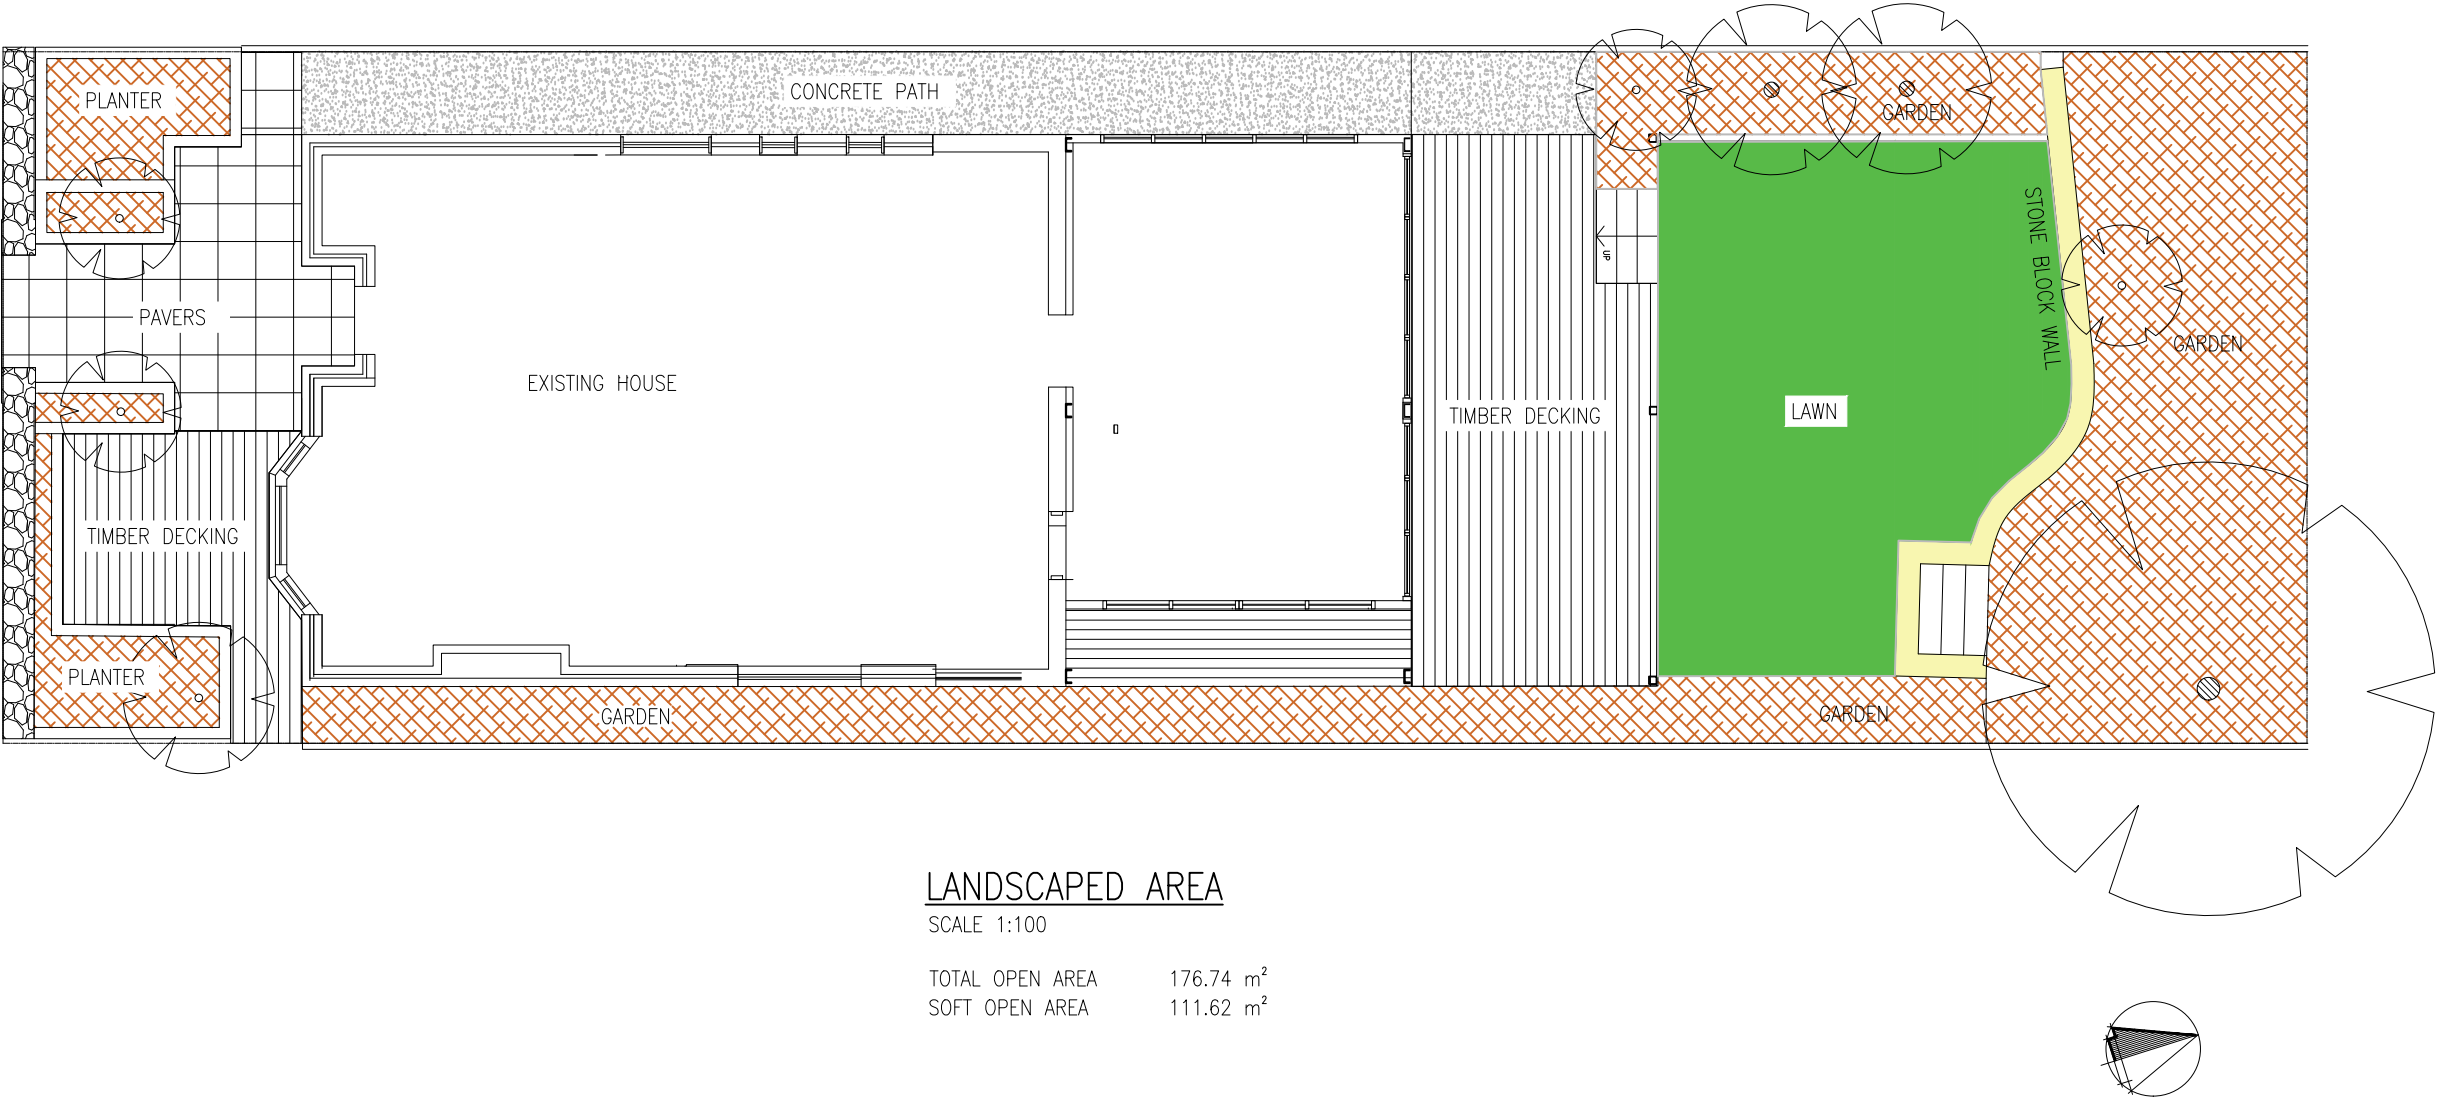 PLANTER
CONCRETE PATH
GARDEN
STONE BLOCK WALL
UP
PAVERS
GARDEN
EXISTING HOUSE
TIMBER DECKING
LAWN
TIMBER DECKING
PLANTER
GARDEN
GARDEN
LANDSCAPED AREA
SCALE 1:100
TOTAL OPEN AREA 176.74 m²
SOFT OPEN AREA 111.62 m²